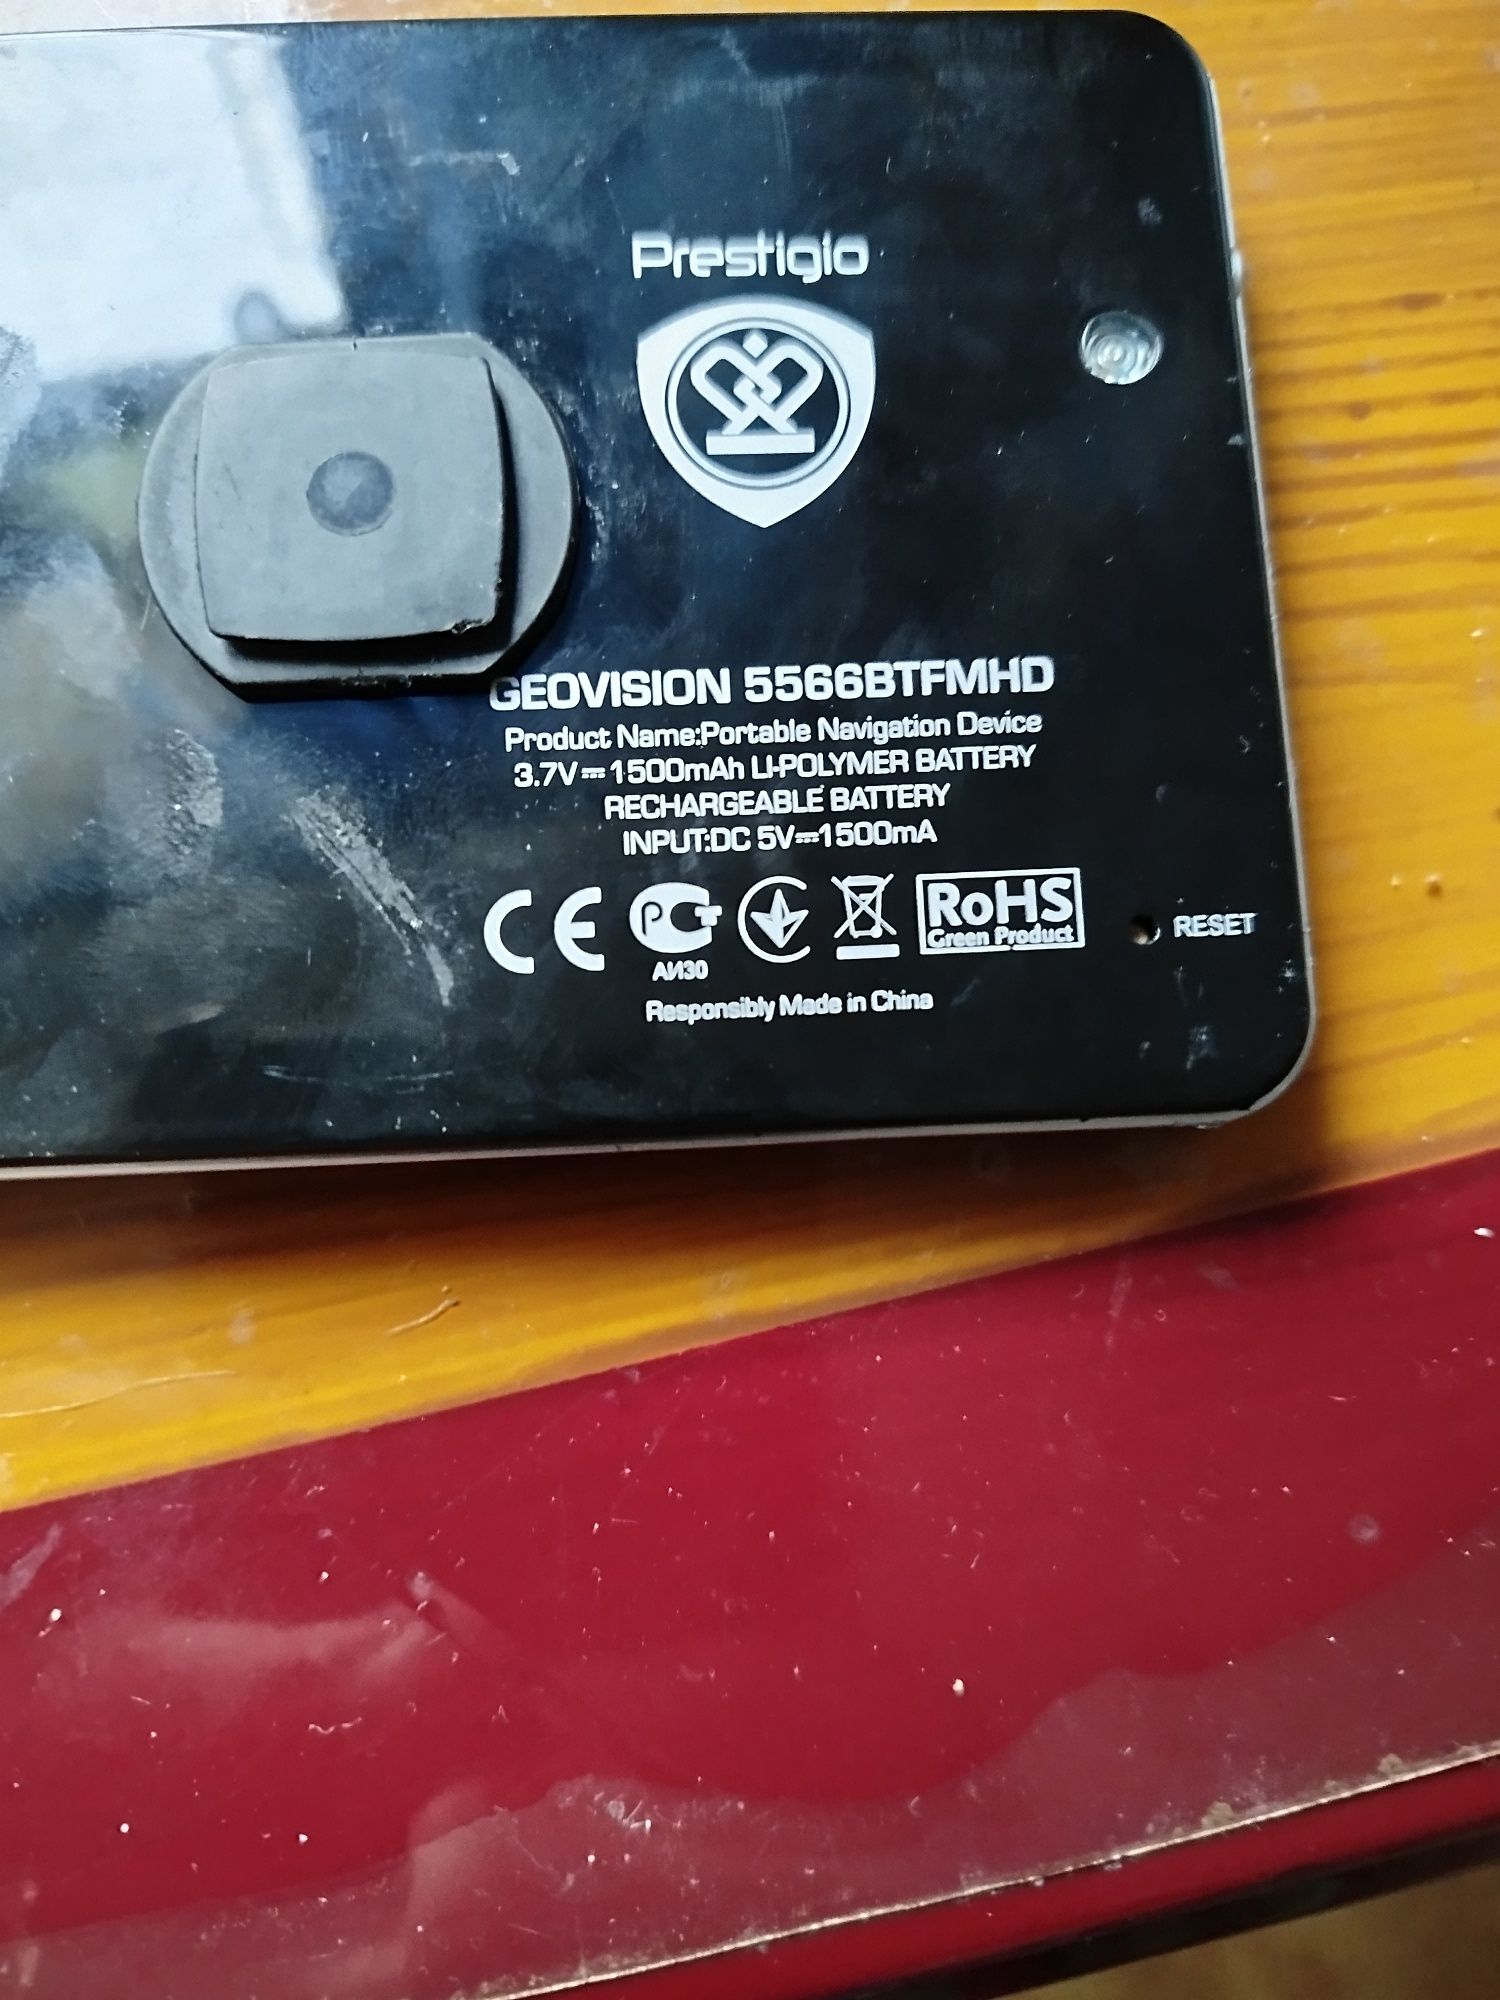 Prestigio
GEOVISION 5566BTFMHD
Product Name:Portable Navigation Device
3.7V⎓1500mAh LI-POLYMER BATTERY
RECHARGEABLE BATTERY
INPUT:DC 5V⎓1500mA
CE PCT RoHS
Green Product
RESET
АИ30
Responsibly Made in China